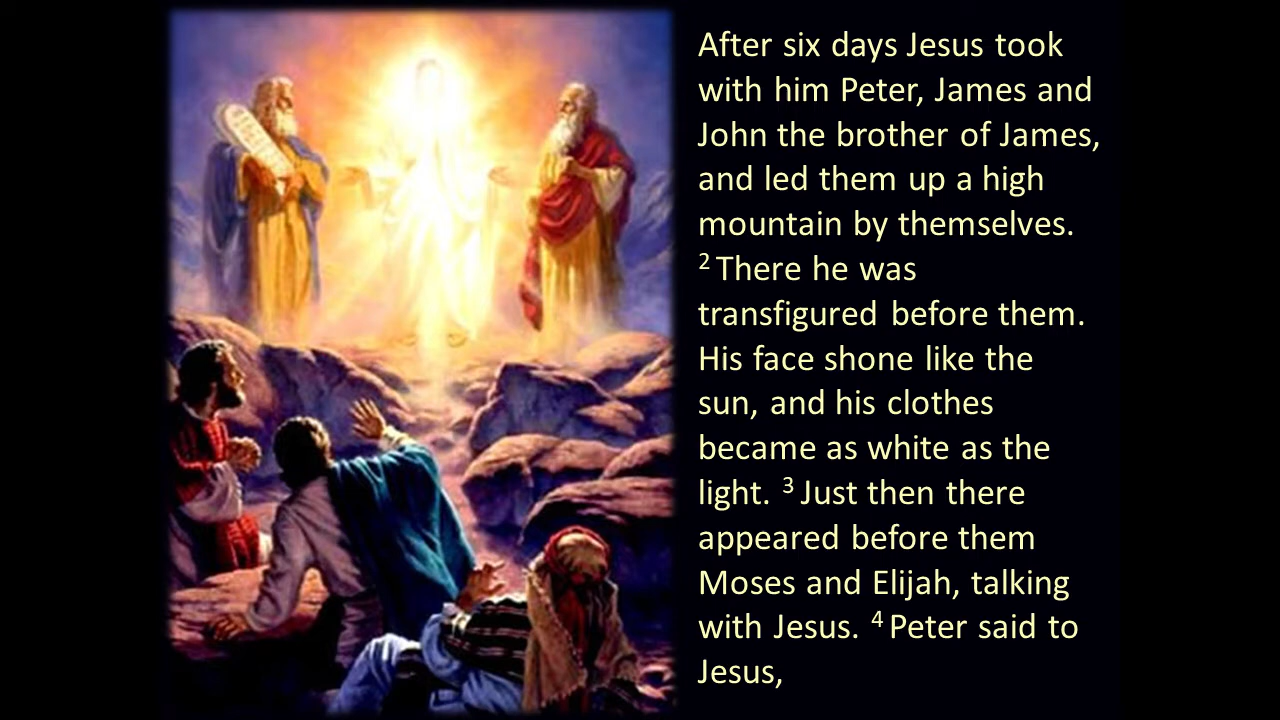 After six days Jesus took
with him Peter, James and
John the brother of James,
and led them up a high
mountain by themselves.
2 There he was
transfigured before them.
His face shone like the
sun, and his clothes
became as white as the
light. 3 Just then there
appeared before them
Moses and Elijah, talking
with Jesus. 4 Peter said to
Jesus,